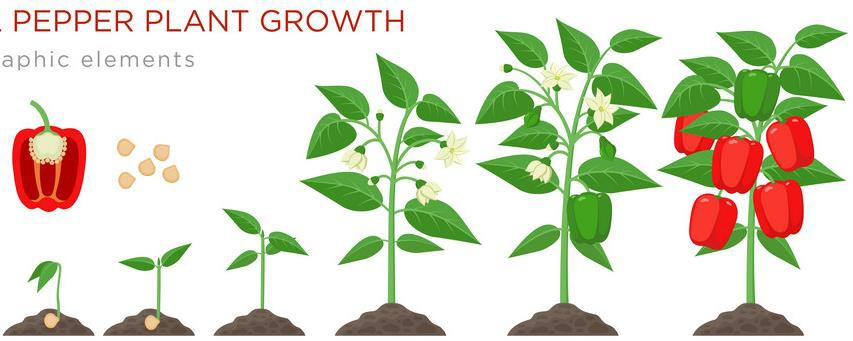 PEPPER PLANT GROWTH
aphic elements